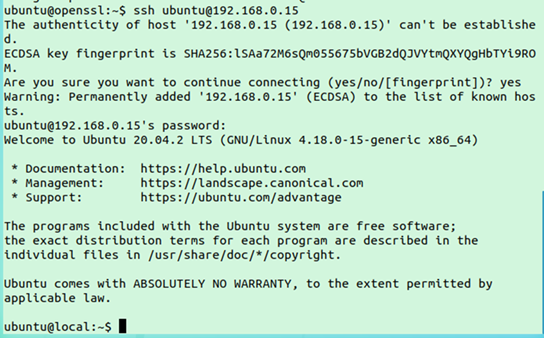 ubuntu@openssl:~$ ssh ubuntu@192.168.0.15
The authenticity of host '192.168.0.15 (192.168.0.15)' can't be establishe
d.
ECDSA key fingerprint is SHA256:lSAa72M6sQm055675bVGB2dQJVYtmQXYQgHbTYi9RO
M.
Are you sure you want to continue connecting (yes/no/[fingerprint])? yes
Warning: Permanently added '192.168.0.15' (ECDSA) to the list of known hos
ts.
ubuntu@192.168.0.15's password:
Welcome to Ubuntu 20.04.2 LTS (GNU/Linux 4.18.0-15-generic x86_64)

 * Documentation:  https://help.ubuntu.com
 * Management:     https://landscape.canonical.com
 * Support:        https://ubuntu.com/advantage

The programs included with the Ubuntu system are free software;
the exact distribution terms for each program are described in the
individual files in /usr/share/doc/*/copyright.

Ubuntu comes with ABSOLUTELY NO WARRANTY, to the extent permitted by
applicable law.

ubuntu@local:~$